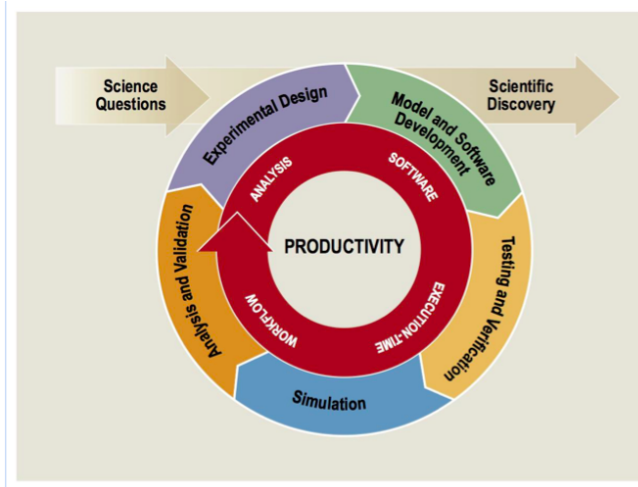 Science
Questions
Scientific
Discovery
Experimental Design
Model and Software
Development
Testing and Verification
Simulation
Analysis and Validation
ANALYSIS
SOFTWARE
EXECUTION-TIME
WORKFLOW
PRODUCTIVITY